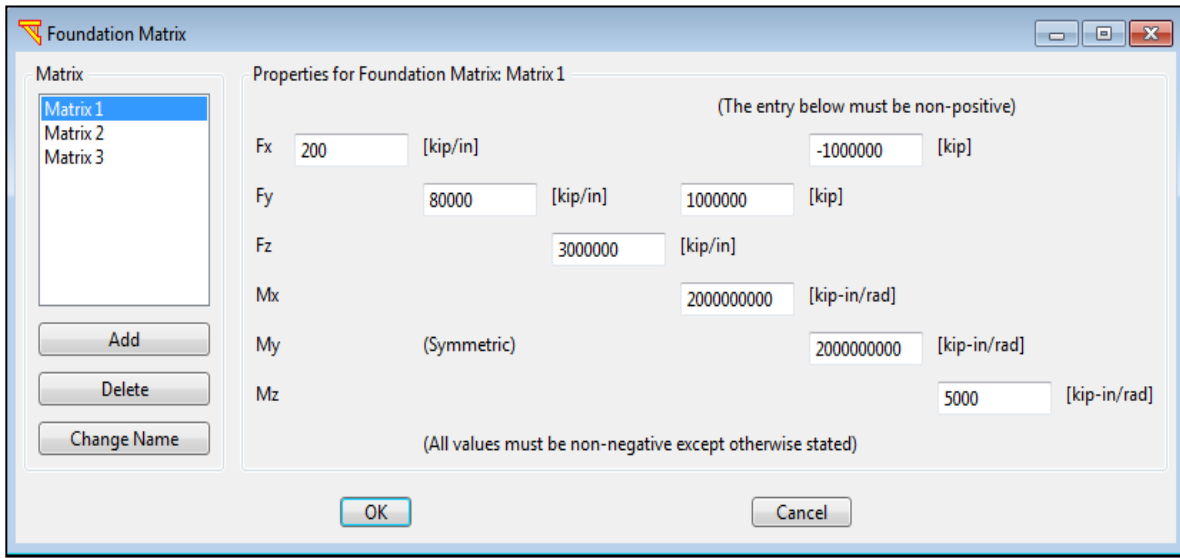 Foundation Matrix
Matrix
Matrix 1
Matrix 2
Matrix 3
Add
Delete
Change Name
Properties for Foundation Matrix: Matrix 1
(The entry below must be non-positive)
Fx 200 [kip/in] -1000000 [kip]
Fy 80000 [kip/in] 1000000 [kip]
Fz 3000000 [kip/in]
Mx 2000000000 [kip-in/rad]
My (Symmetric) 2000000000 [kip-in/rad]
Mz 5000 [kip-in/rad]
(All values must be non-negative except otherwise stated)
OK Cancel